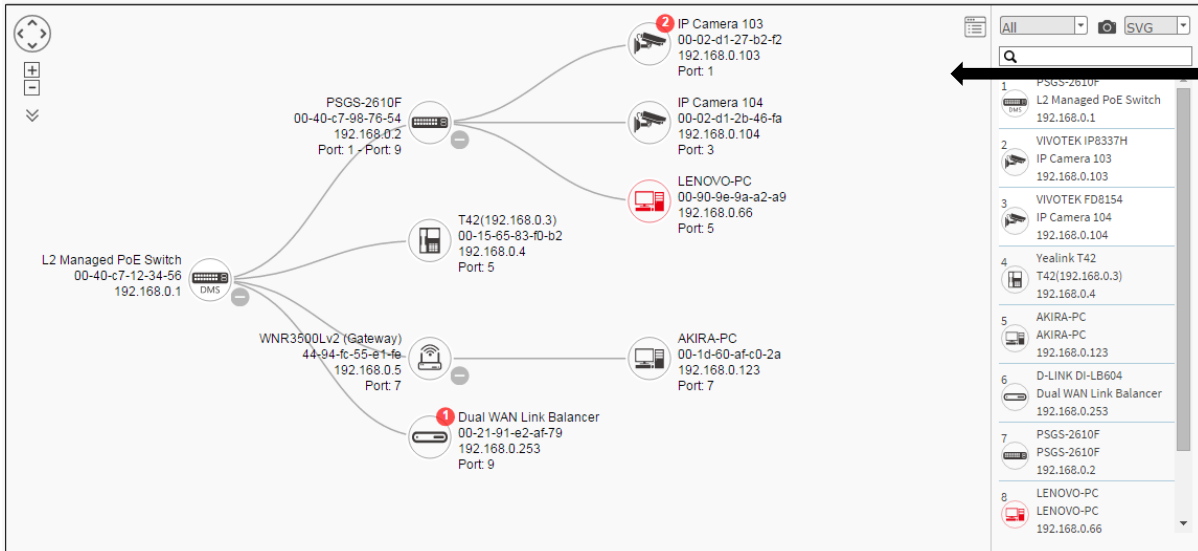 2
IP Camera 103
00-02-d1-27-b2-f2
192.168.0.103
Port: 1
PSGS-2610F
00-40-c7-98-76-54
192.168.0.2
Port: 1 - Port: 9
IP Camera 104
00-02-d1-2b-46-fa
192.168.0.104
Port: 3
LENOVO-PC
00-90-9e-9a-a2-a9
192.168.0.66
Port: 5
T42(192.168.0.3)
00-15-65-83-f0-b2
192.168.0.4
Port: 5
L2 Managed PoE Switch
00-40-c7-12-34-56
192.168.0.1
DMS
WNR3500Lv2 (Gateway)
44-94-fc-55-e1-fe
192.168.0.5
Port: 7
AKIRA-PC
00-1d-60-af-c0-2a
192.168.0.123
Port: 7
1
Dual WAN Link Balancer
00-21-91-e2-af-79
192.168.0.253
Port: 9
All
SVG
1
PSGS-2610F
DMS
L2 Managed PoE Switch
192.168.0.1
2
VIVOTEK IP8337H
IP Camera 103
192.168.0.103
3
VIVOTEK FD8154
IP Camera 104
192.168.0.104
4
Yealink T42
T42(192.168.0.3)
192.168.0.4
5
AKIRA-PC
AKIRA-PC
192.168.0.123
6
D-LINK DI-LB604
Dual WAN Link Balancer
192.168.0.253
7
PSGS-2610F
PSGS-2610F
192.168.0.2
8
LENOVO-PC
LENOVO-PC
192.168.0.66